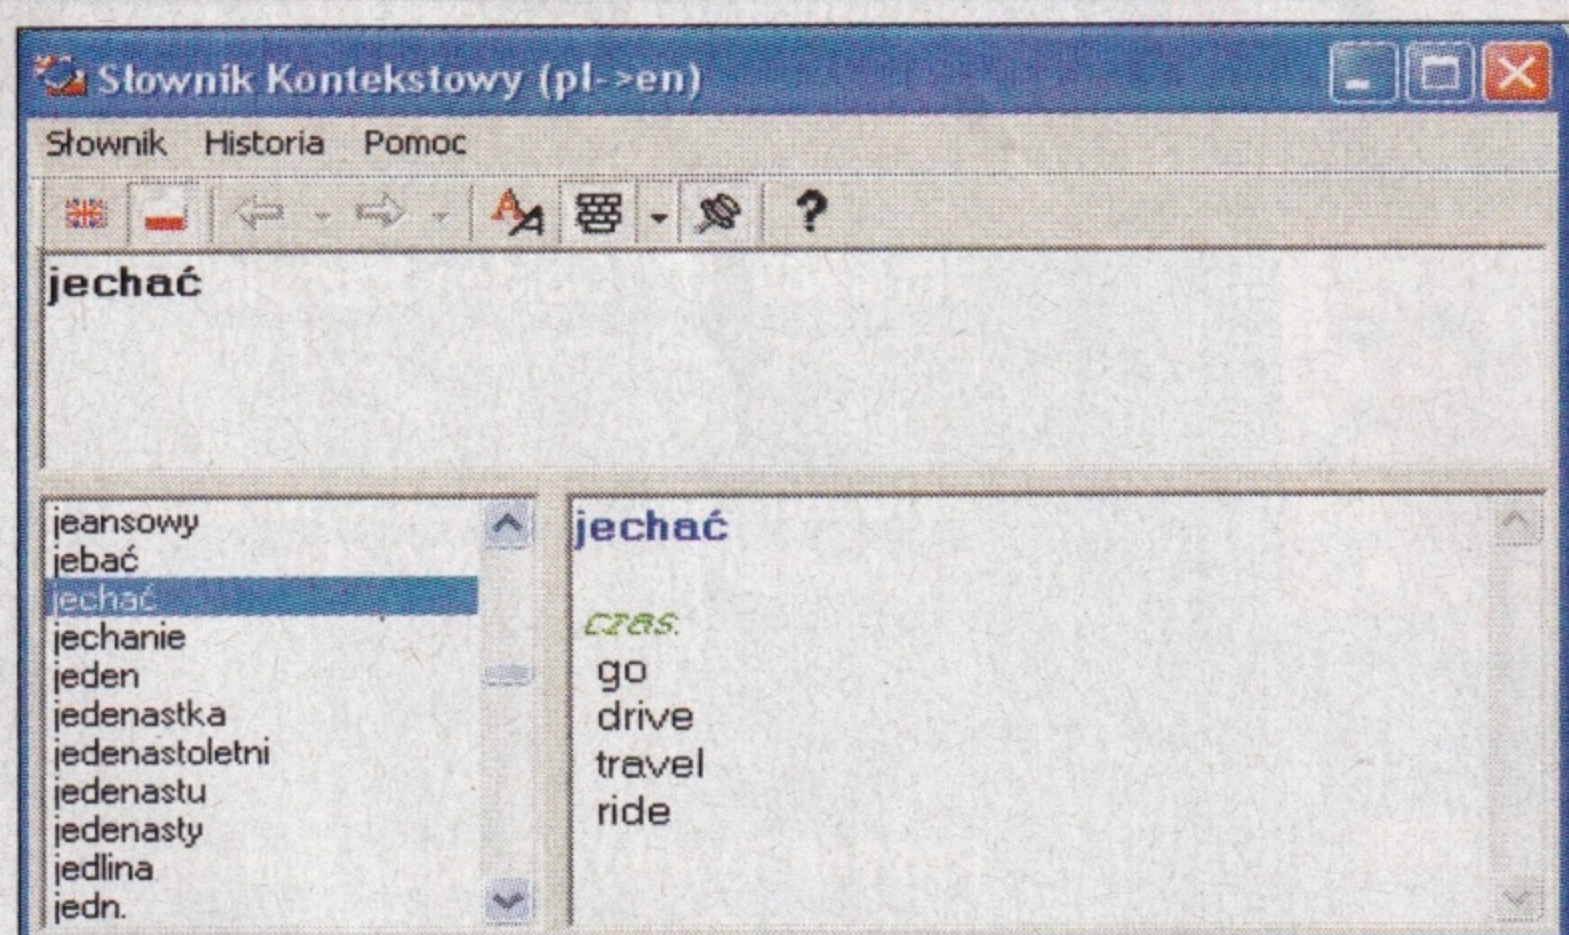 Słownik Kontekstowy (pl->en)
Słownik Historia Pomoc
?
jechać
jeansowy
jebać
jechać
jechanie
jeden
jedenastka
jedenastoletni
jedenastu
jedenasty
jedlina
jedn.
jechać
czas.
go
drive
travel
ride